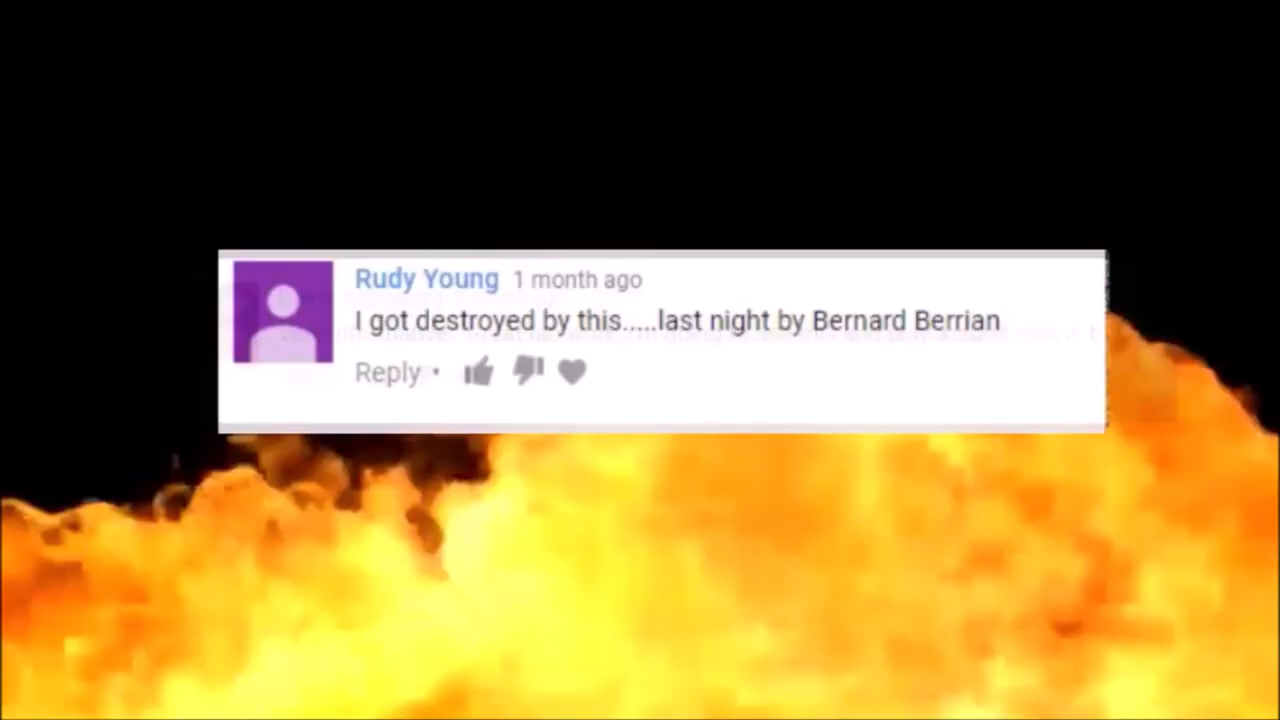 Rudy Young 1 month ago
I got destroyed by this.....last night by Bernard Berrian
Reply •